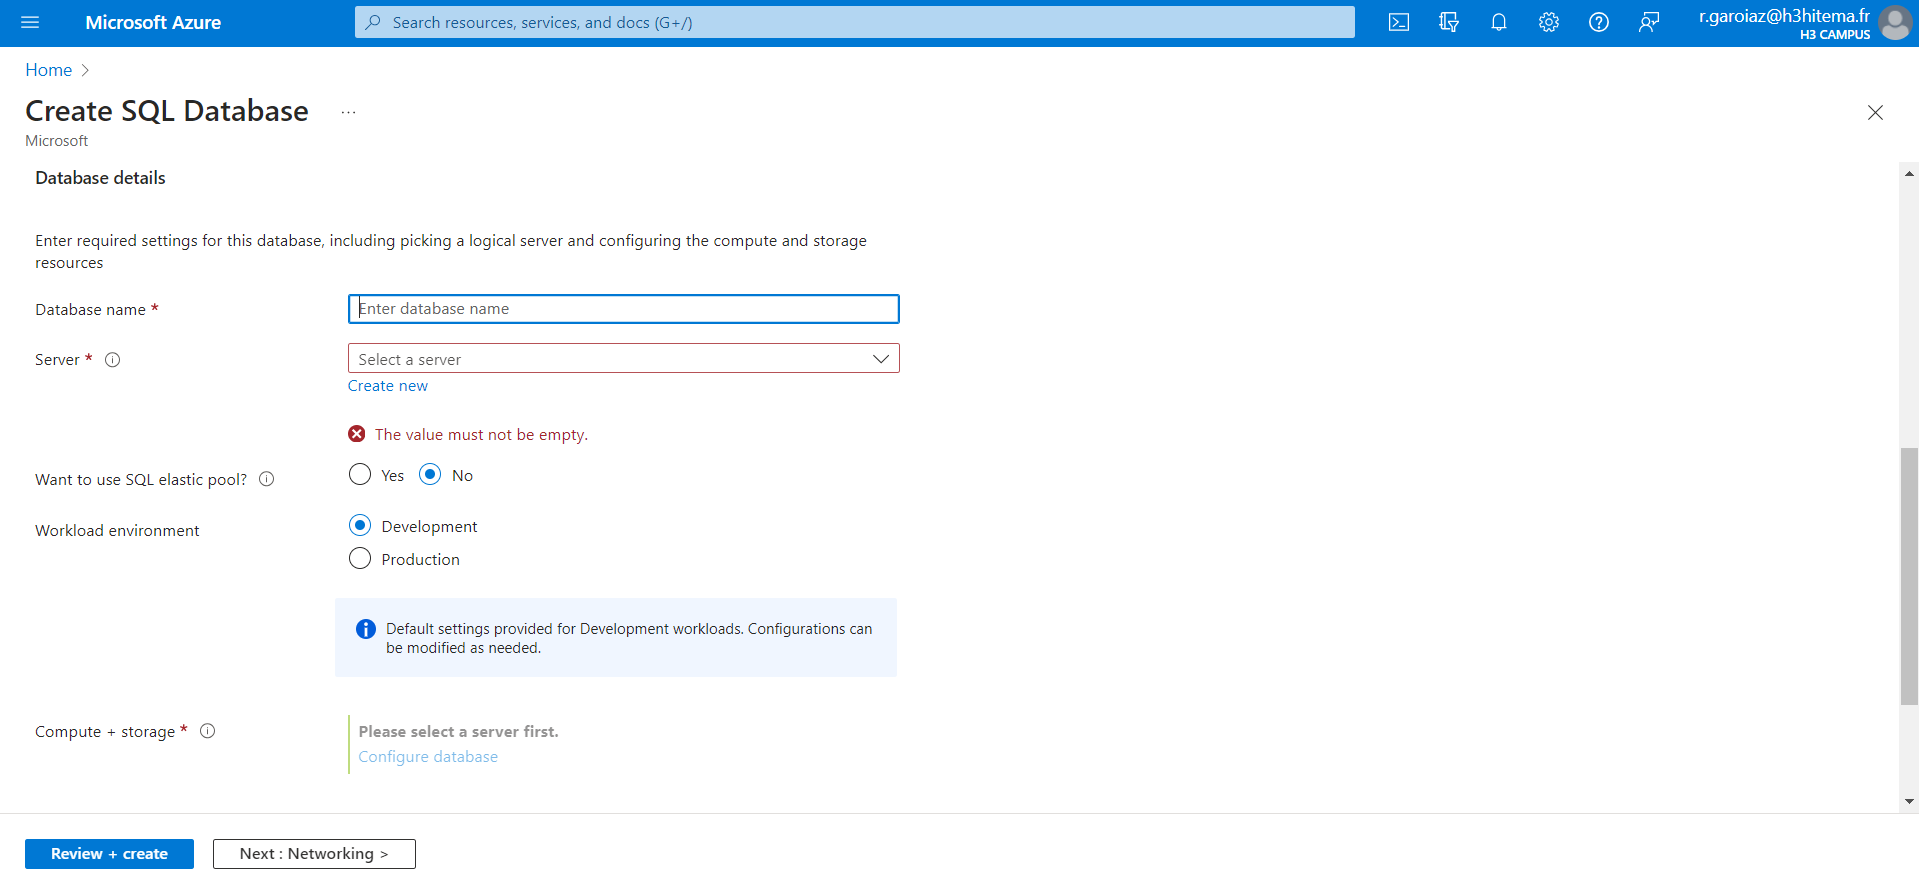 Microsoft Azure
Search resources, services, and docs (G+/)
r.garoiaz@h3hitema.fr
H3 CAMPUS
Home
Create SQL Database ...
Microsoft
Database details
Enter required settings for this database, including picking a logical server and configuring the compute and storage
resources
Database name *
Enter database name
Server *
Select a server
Create new
The value must not be empty.
Want to use SQL elastic pool?
Yes No
Workload environment
Development
Production
Default settings provided for Development workloads. Configurations can
be modified as needed.
Compute + storage *
Please select a server first.
Configure database
Review + create
Next : Networking >